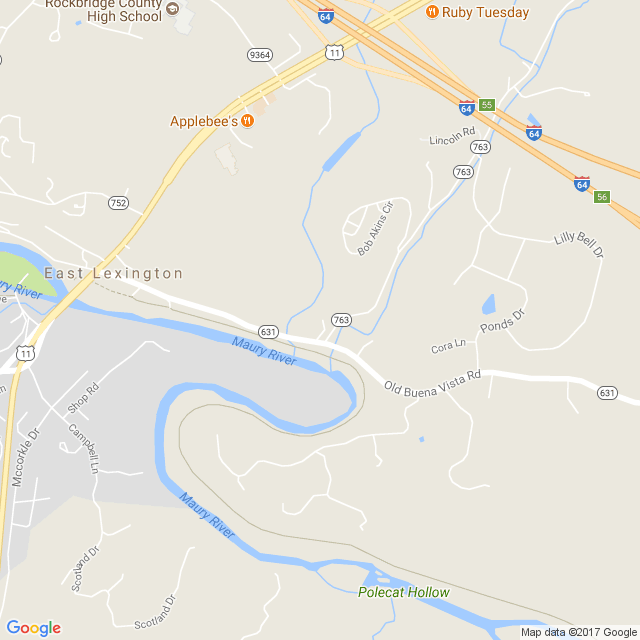 Rockbridge County
High School
64
Ruby Tuesday
11
9364
Applebee's
64
55
64
Lincoln Rd
763
763
64
56
752
Bob Akins Cir
Lilly Bell Dr
East Lexington
Maury River
763
631
Ponds Dr
Maury River
Cora Ln
11
Old Buena Vista Rd
631
Shop Rd
Mccorkle Dr
Campbell Ln
Maury River
Scotland Dr
Polecat Hollow
Scotland Dr
Google
Map data ©2017 Google